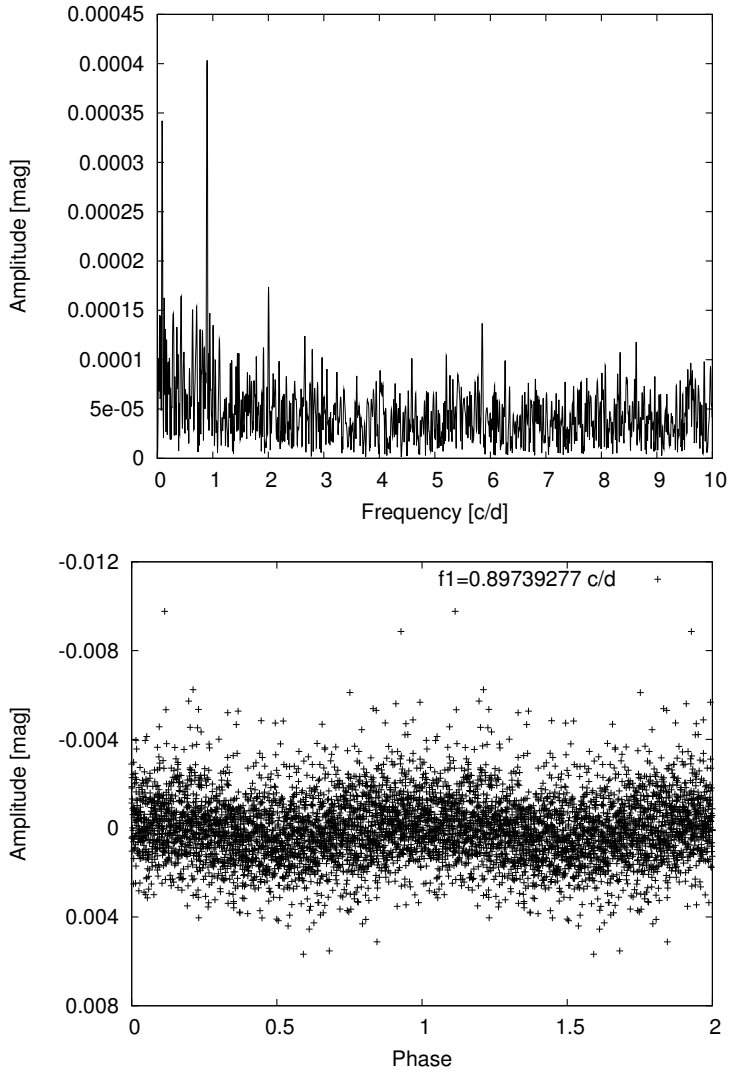 0.00045
0.0004
0.00035
0.0003
0.00025
0.0002
0.00015
0.0001
5e-05
0
Amplitude [mag]
0 1 2 3 4 5 6 7 8 9 10
Frequency [c/d]
f1=0.89739277 c/d
-0.012
-0.008
-0.004
0
0.004
0.008
Amplitude [mag]
0 0.5 1 1.5 2
Phase